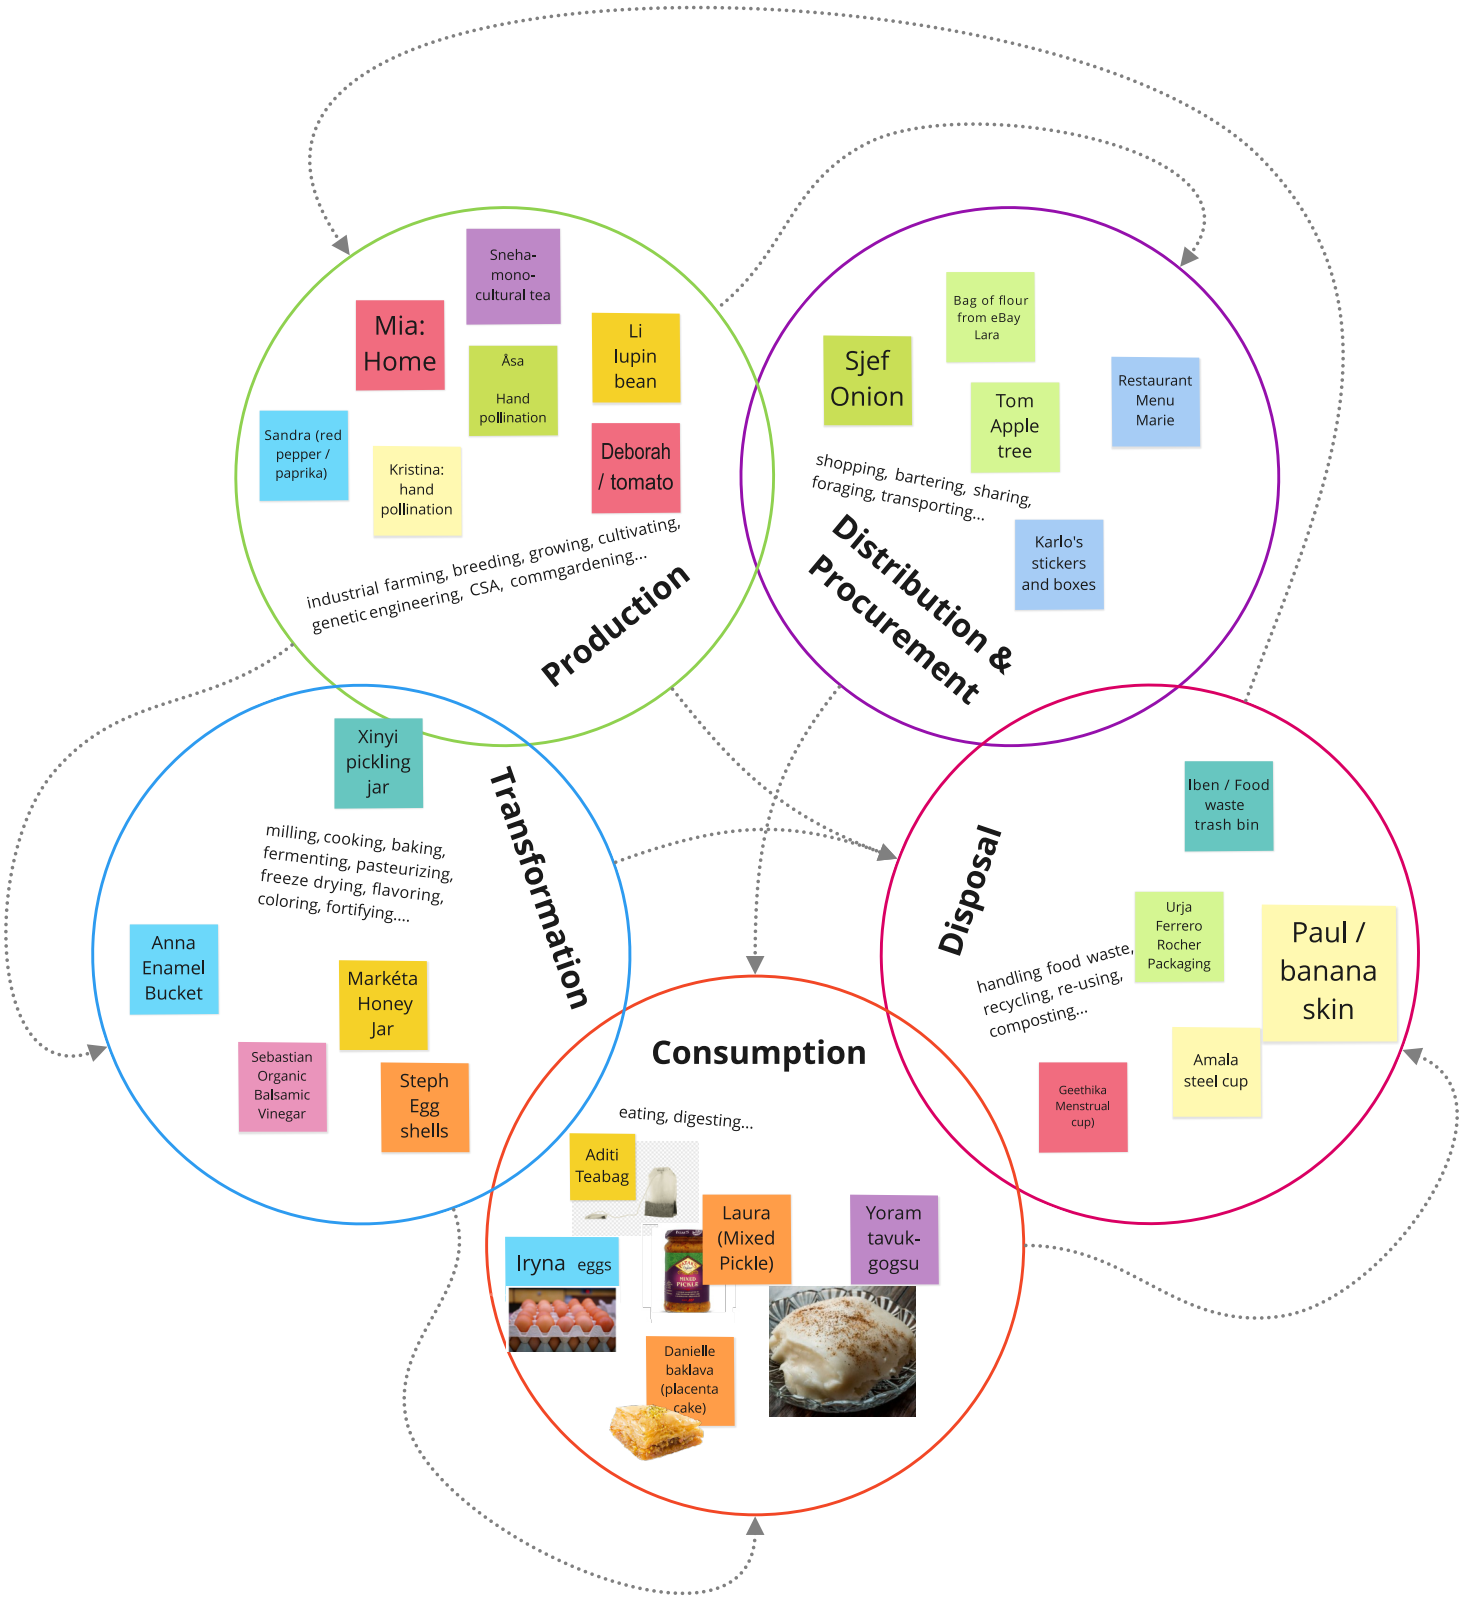 Sneha-
mono-
cultural tea
Mia:
Home
Åsa
Hand
pollination
Li
lupin
bean
Sandra (red
pepper /
paprika)
Kristina:
hand
pollination
Deborah
/ tomato
industrial farming, breeding, growing, cultivating,
genetic engineering, CSA, commgardening...
Production
Bag of flour
from eBay
Lara
Sjef
Onion
Tom
Apple
tree
Restaurant
Menu
Marie
shopping, bartering, sharing,
foraging, transporting...
Karlo's
stickers
and boxes
Distribution &
Procurement
Xinyi
pickling
jar
milling, cooking, baking,
fermenting, pasteurizing,
freeze drying, flavoring,
coloring, fortifying....
Transformation
Anna
Enamel
Bucket
Markéta
Honey
Jar
Sebastian
Organic
Balsamic
Vinegar
Steph
Egg
shells
Disposal
Iben / Food
waste
trash bin
Urja
Ferrero
Rocher
Packaging
Paul /
banana
skin
handling food waste,
recycling, re-using,
composting...
Amala
steel cup
Geethika
Menstrual
cup)
Consumption
eating, digesting...
Aditi
Teabag
Laura
(Mixed
Pickle)
Yoram
tavuk-
gogsu
Iryna eggs
MIXED
PICKLE
Danielle
baklava
(placenta
cake)